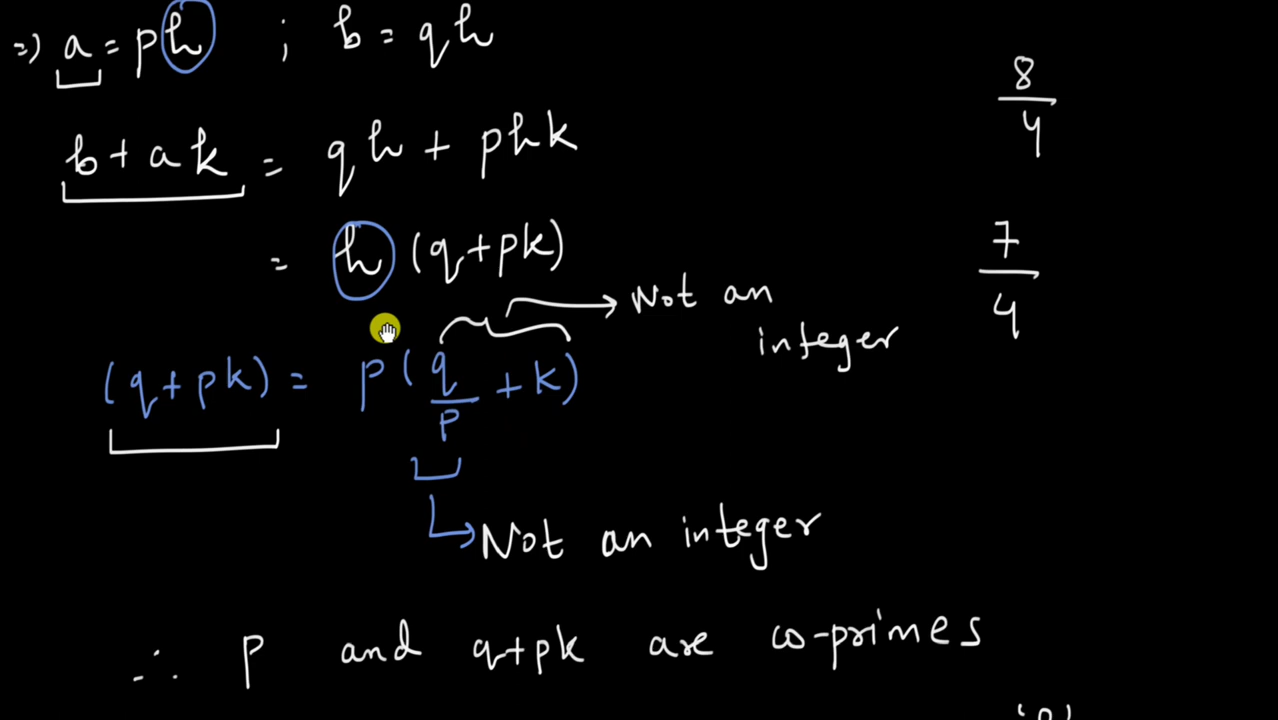 =) a = ph ; b = qh
8/4
b + ak = qh + phk
= h (q+pk)
7/4
Not an integer
(q + pk) = p (q/p + k)
Not an integer
∴ p and q+pk are co-primes